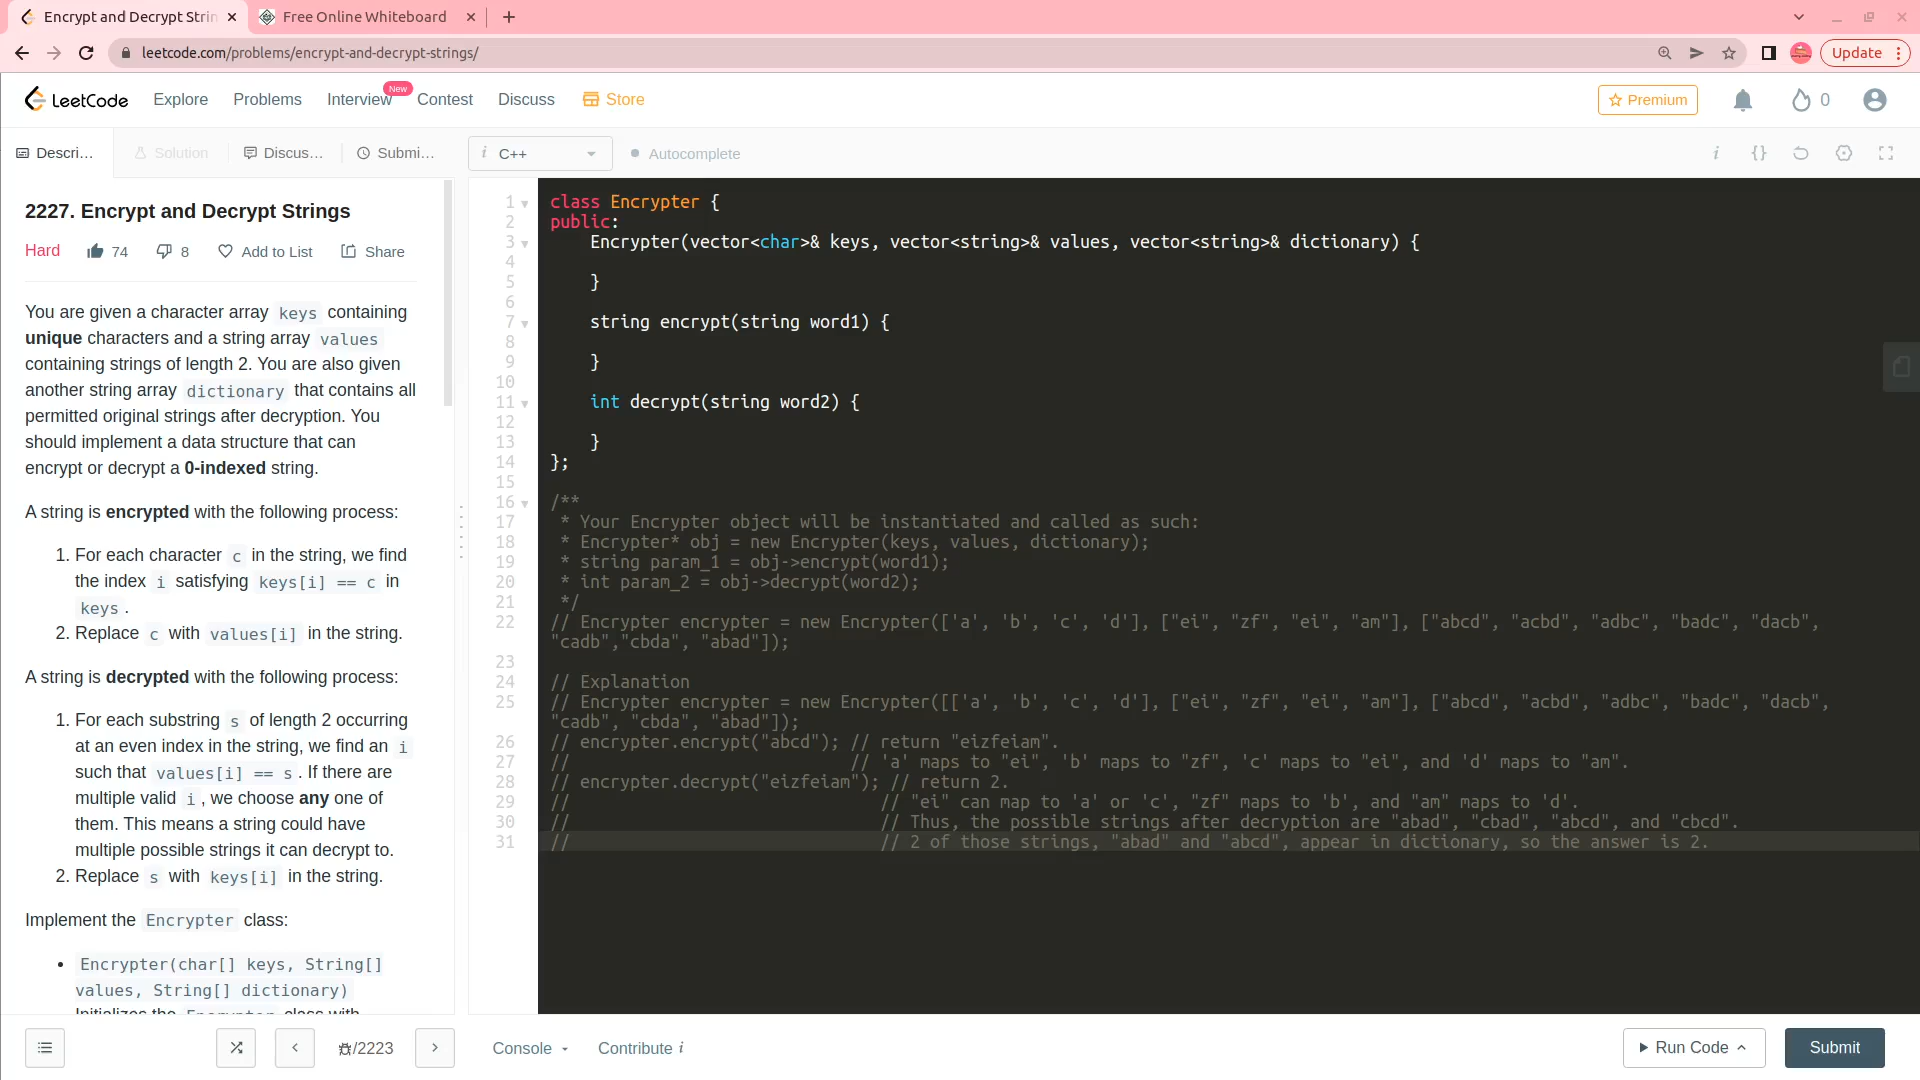 Encrypt and Decrypt Strin
Free Online Whiteboard
leetcode.com/problems/encrypt-and-decrypt-strings/
Update
LeetCode
Explore
Problems
Interview
New
Contest
Discuss
Store
Premium
0
Descri...
Solution
Discus...
Submi...
i C++
Autocomplete
i
{}
2227. Encrypt and Decrypt Strings
Hard
74
8
Add to List
Share
You are given a character array keys containing
unique characters and a string array values
containing strings of length 2. You are also given
another string array dictionary that contains all
permitted original strings after decryption. You
should implement a data structure that can
encrypt or decrypt a 0-indexed string.
A string is encrypted with the following process:
1. For each character c in the string, we find
the index i satisfying keys[i] == c in
keys.
2. Replace c with values[i] in the string.
A string is decrypted with the following process:
1. For each substring s of length 2 occurring
at an even index in the string, we find an i
such that values[i] == s. If there are
multiple valid i, we choose any one of
them. This means a string could have
multiple possible strings it can decrypt to.
2. Replace s with keys[i] in the string.
Implement the Encrypter class:
• Encrypter(char[] keys, String[]
values, String[] dictionary)
Initializes the Encrypter class with
1 class Encrypter {
2 public:
3 Encrypter(vector<char>& keys, vector<string>& values, vector<string>& dictionary) {
4
5 }
6
7 string encrypt(string word1) {
8
9 }
10
11 int decrypt(string word2) {
12
13 }
14 };
15
16 /**
17 * Your Encrypter object will be instantiated and called as such:
18 * Encrypter* obj = new Encrypter(keys, values, dictionary);
19 * string param_1 = obj->encrypt(word1);
20 * int param_2 = obj->decrypt(word2);
21 */
22 // Encrypter encrypter = new Encrypter(['a', 'b', 'c', 'd'], ["ei", "zf", "ei", "am"], ["abcd", "acbd", "adbc", "badc", "dacb",
"cadb","cbda", "abad"]);
23
24 // Explanation
25 // Encrypter encrypter = new Encrypter([['a', 'b', 'c', 'd'], ["ei", "zf", "ei", "am"], ["abcd", "acbd", "adbc", "badc", "dacb",
"cadb", "cbda", "abad"]);
26 // encrypter.encrypt("abcd"); // return "eizfeiam".
27 // // 'a' maps to "ei", 'b' maps to "zf", 'c' maps to "ei", and 'd' maps to "am".
28 // encrypter.decrypt("eizfeiam"); // return 2.
29 // // "ei" can map to 'a' or 'c', "zf" maps to 'b', and "am" maps to 'd'.
30 // // Thus, the possible strings after decryption are "abad", "cbad", "abcd", and "cbcd".
31 // // 2 of those strings, "abad" and "abcd", appear in dictionary, so the answer is 2.
/2223
Console
Contribute i
Run Code
Submit